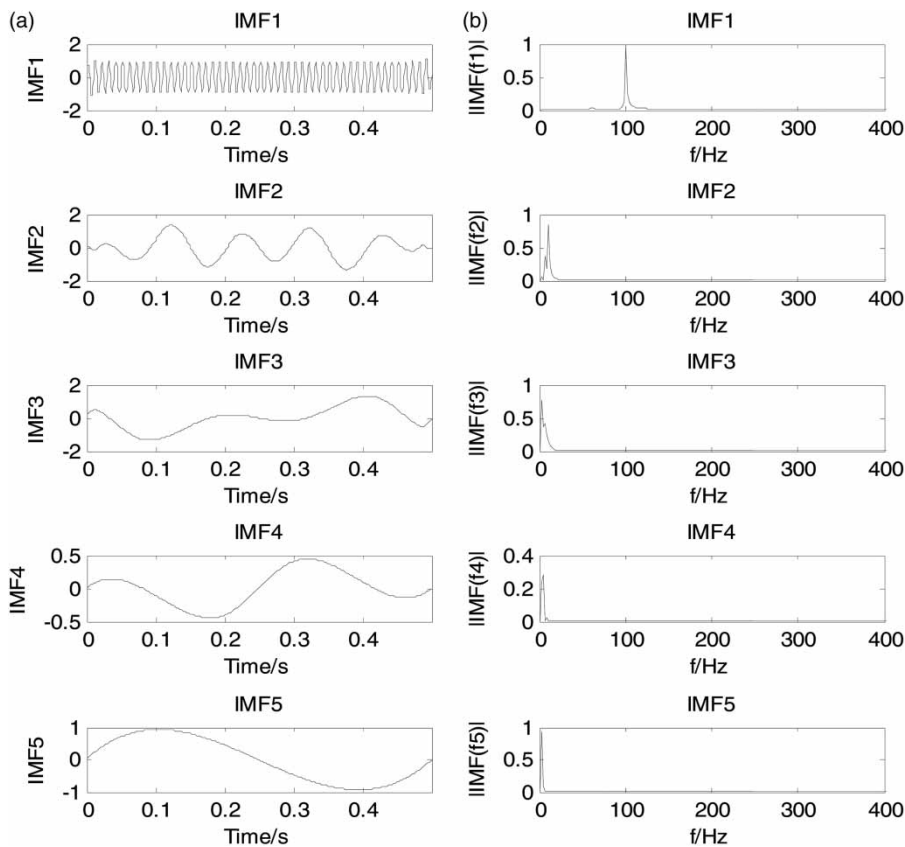 (a)
IMF1
IMF1
2
0
-2
0 0.1 0.2 0.3 0.4
Time/s
IMF2
IMF2
2
0
-2
0 0.1 0.2 0.3 0.4
Time/s
IMF3
IMF3
2
0
-2
0 0.1 0.2 0.3 0.4
Time/s
IMF4
IMF4
0.5
0
-0.5
0 0.1 0.2 0.3 0.4
Time/s
IMF5
IMF5
1
0
-1
0 0.1 0.2 0.3 0.4
Time/s
(b)
IMF1
|IMF(f1)|
1
0.5
0
0 100 200 300 400
f/Hz
IMF2
|IMF(f2)|
1
0.5
0
0 100 200 300 400
f/Hz
IMF3
|IMF(f3)|
1
0.5
0
0 100 200 300 400
f/Hz
IMF4
|IMF(f4)|
0.4
0.2
0
0 100 200 300 400
f/Hz
IMF5
|IMF(f5)|
1
0.5
0
0 100 200 300 400
f/Hz